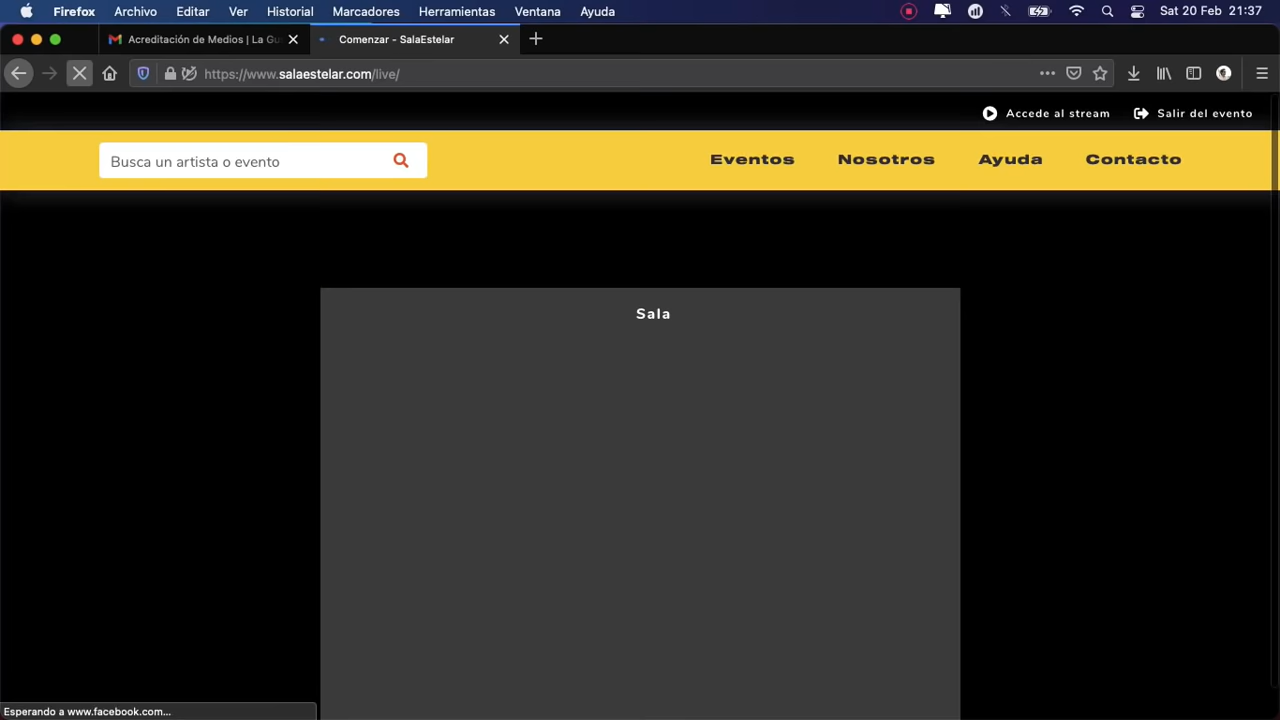 Firefox Archivo Editar Ver Historial Marcadores Herramientas Ventana Ayuda Sat 20 Feb 21:37
Acreditación de Medios | La Gu Comenzar - SalaEstelar
https://www.salaestelar.com/live/
Accede al stream Salir del evento
Busca un artista o evento Eventos Nosotros Ayuda Contacto
Sala
Esperando a www.facebook.com...